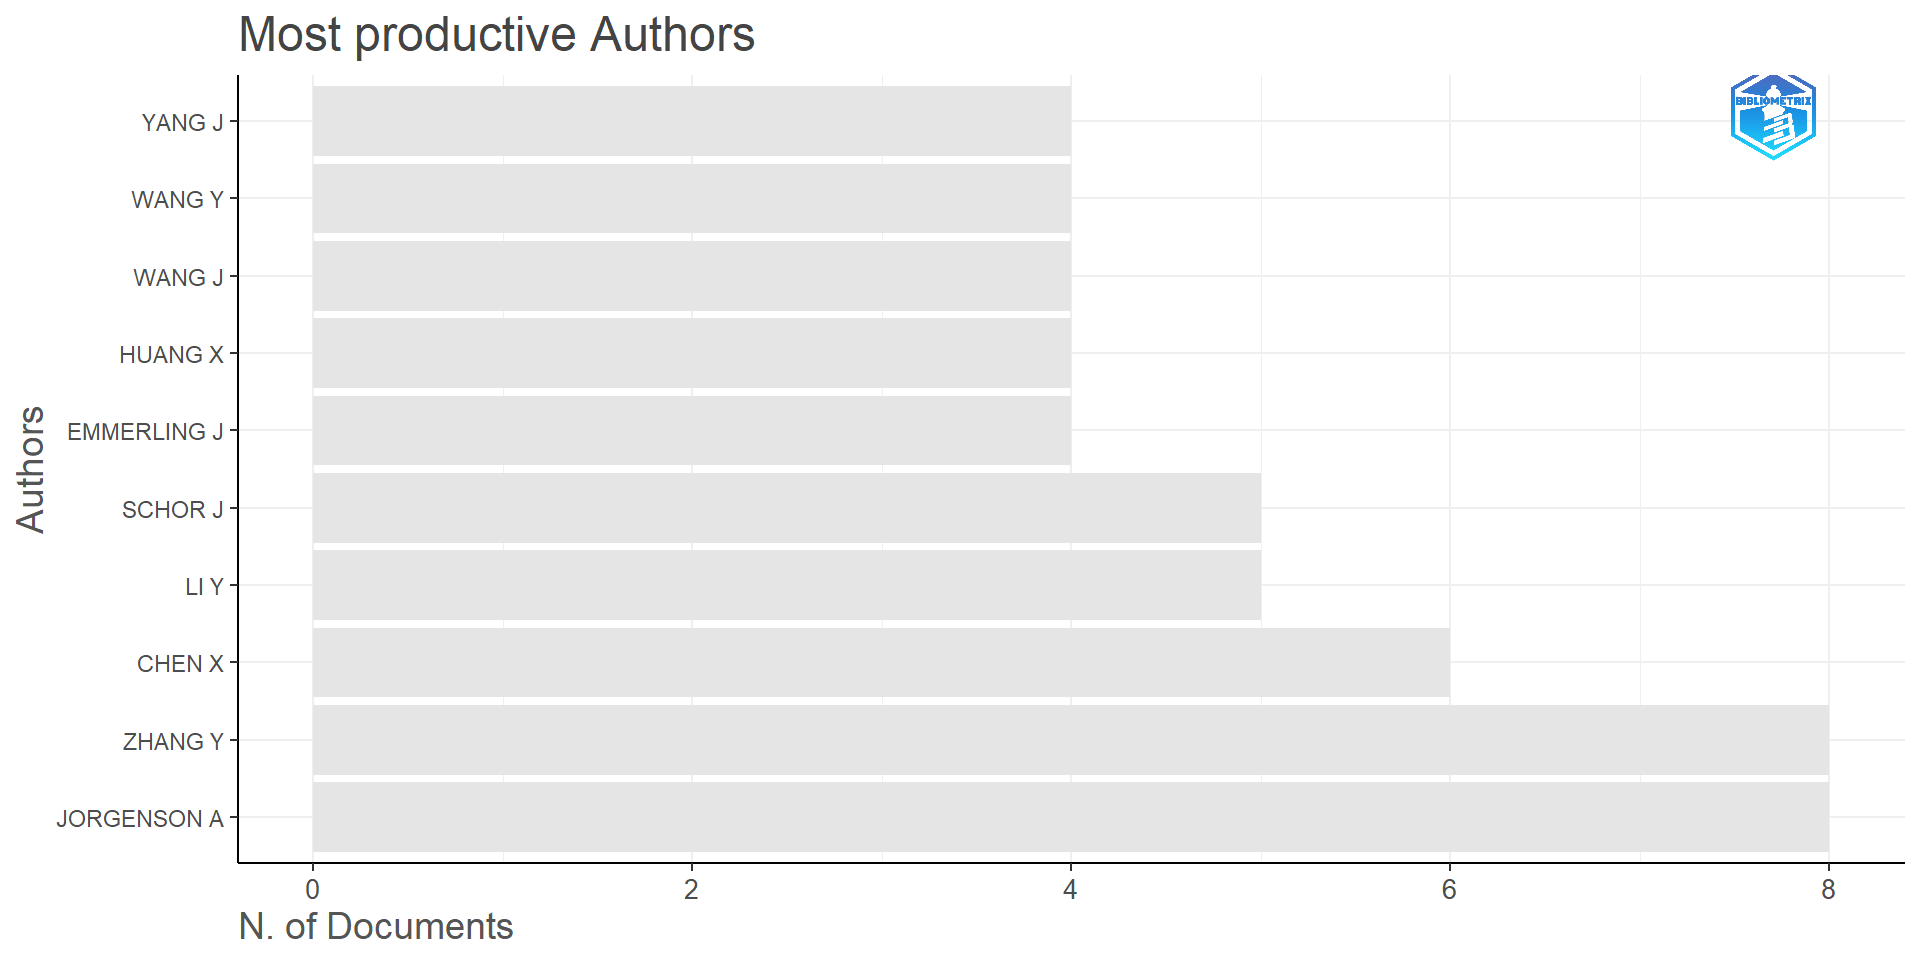 Most productive Authors
BIBLIOMETRIX
YANG J
WANG Y
WANG J
HUANG X
EMMERLING J
SCHOR J
LI Y
CHEN X
ZHANG Y
JORGENSON A
Authors
0 2 4 6 8
N. of Documents